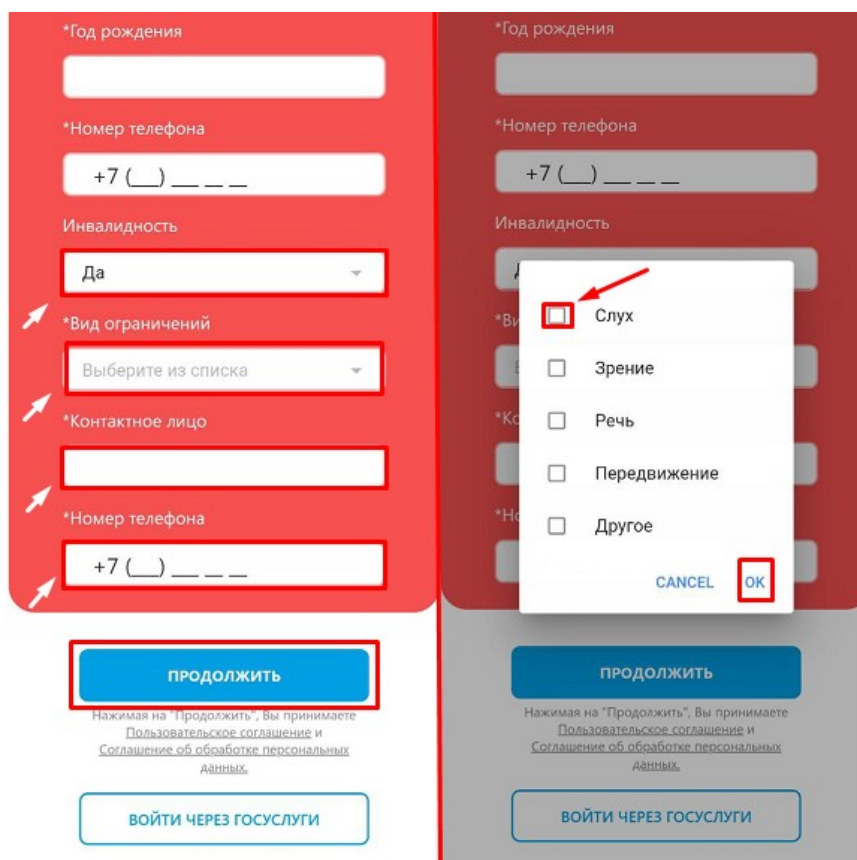 *Год рождения
*Номер телефона
+7 (__) ___ __ __
Инвалидность
Да
*Вид ограничений
Выберите из списка
*Контактное лицо
*Номер телефона
+7 (__) ___ __ __
ПРОДОЛЖИТЬ
Нажимая на "Продолжить", Вы принимаете
Пользовательское соглашение и
Соглашение об обработке персональных
данных.
ВОЙТИ ЧЕРЕЗ ГОСУСЛУГИ
*Год рождения
*Номер телефона
+7 (__) ___ __ __
Инвалидность
Слух
Зрение
Речь
Передвижение
Другое
CANCEL OK
ПРОДОЛЖИТЬ
Нажимая на "Продолжить", Вы принимаете
Пользовательское соглашение и
Соглашение об обработке персональных
данных.
ВОЙТИ ЧЕРЕЗ ГОСУСЛУГИ